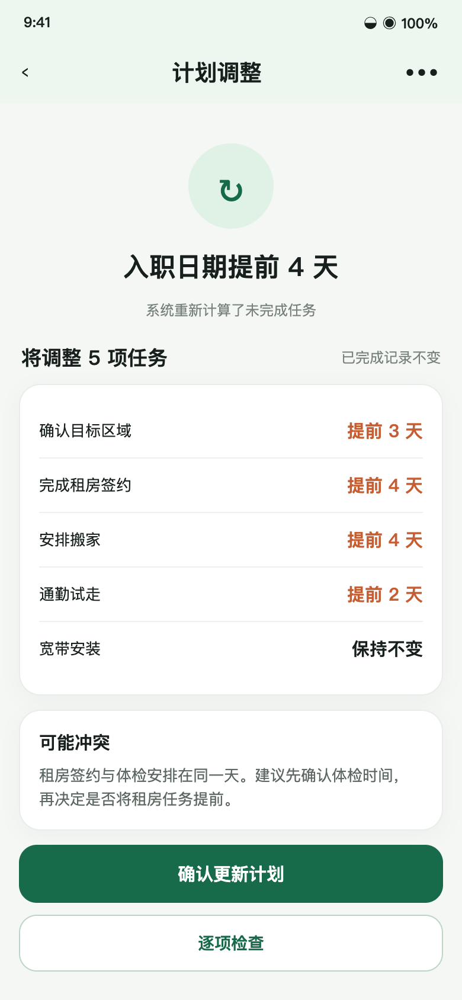 9:41
100%
计划调整
入职日期提前 4 天
系统重新计算了未完成任务
将调整 5 项任务
已完成记录不变
确认目标区域
提前 3 天
完成租房签约
提前 4 天
安排搬家
提前 4 天
通勤试走
提前 2 天
宽带安装
保持不变
可能冲突
租房签约与体检安排在同一天。建议先确认体检时间，
再决定是否将租房任务提前。
确认更新计划
逐项检查